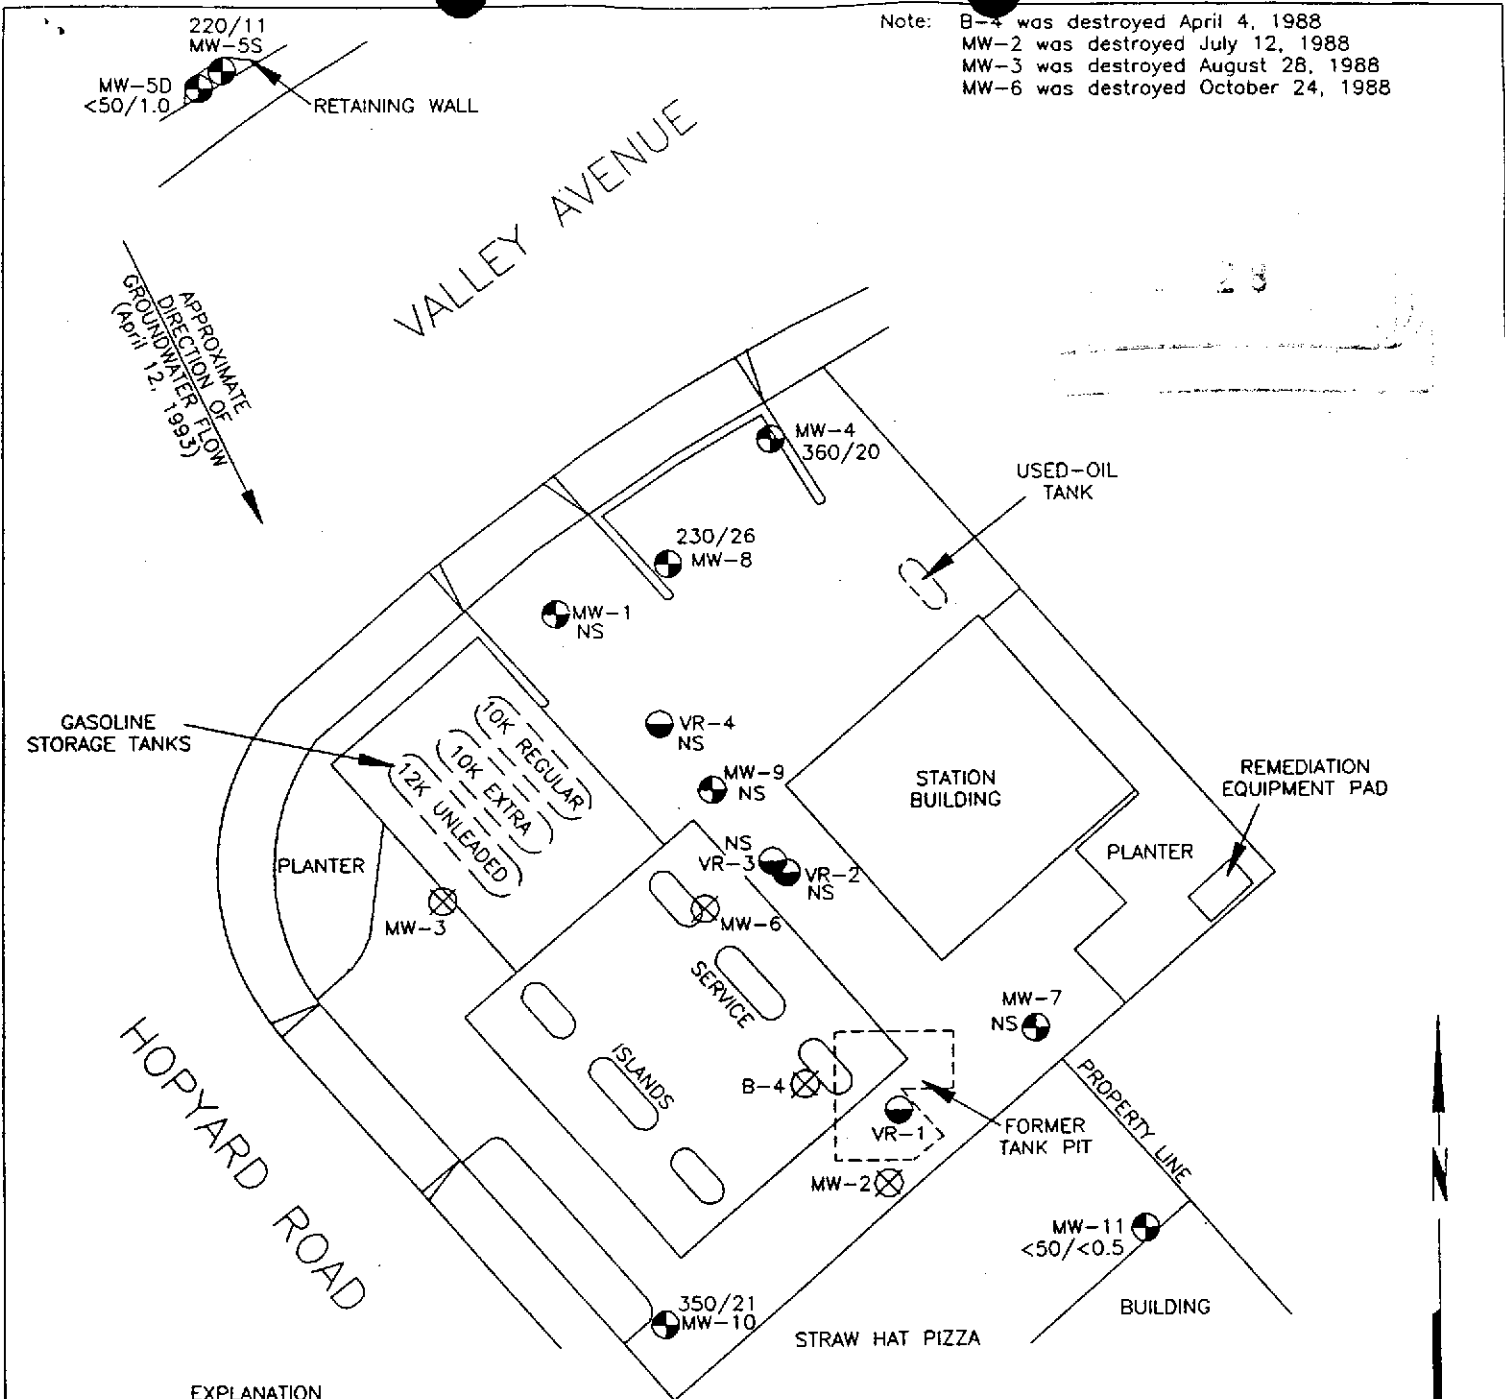 Note: B-4 was destroyed April 4, 1988
MW-2 was destroyed July 12, 1988
MW-3 was destroyed August 28, 1988
MW-6 was destroyed October 24, 1988
220/11
MW-5S
MW-5D
<50/1.0
RETAINING WALL
VALLEY AVENUE
APPROXIMATE
DIRECTION OF
GROUNDWATER FLOW
(April 12, 1993)
28
MW-4
360/20
USED-OIL
TANK
230/26
MW-8
MW-1
NS
GASOLINE
STORAGE TANKS
10K REGULAR
10K EXTRA
12K UNLEADED
VR-4
NS
MW-9
NS
STATION
BUILDING
REMEDIATION
EQUIPMENT PAD
PLANTER
NS
VR-3
VR-2
NS
PLANTER
MW-3
MW-6
SERVICE
ISLANDS
MW-7
NS
HOPYARD ROAD
B-4
VR-1
FORMER
TANK PIT
PROPERTY LINE
MW-2
N
MW-11
<50/<0.5
BUILDING
350/21
MW-10
STRAW HAT PIZZA
EXPLANATION